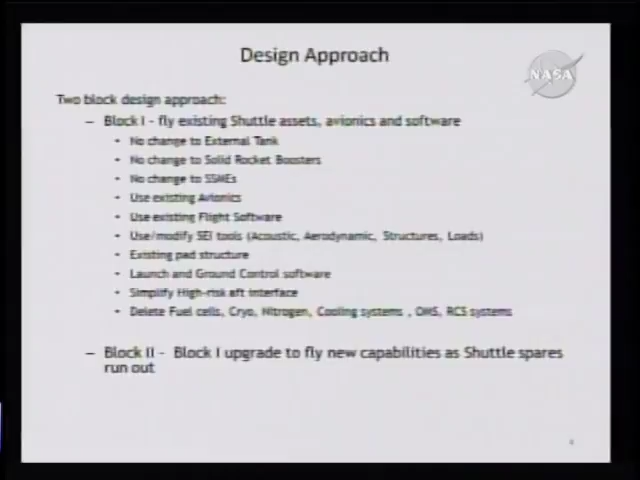 Design Approach
NASA
Two block design approach:
– Block I - fly existing Shuttle assets, avionics and software
• No change to External Tank
• No change to Solid Rocket Boosters
• No change to SSMEs
• Use existing Avionics
• Use existing Flight Software
• Use/modify SEI tools (Acoustic, Aerodynamic, Structures, Loads)
• Existing pad structure
• Launch and Ground Control software
• Simplify High-risk aft interface
• Delete Fuel cells, Cryo, Nitrogen, Cooling systems , OMS, RCS systems
– Block II - Block I upgrade to fly new capabilities as Shuttle spares
run out